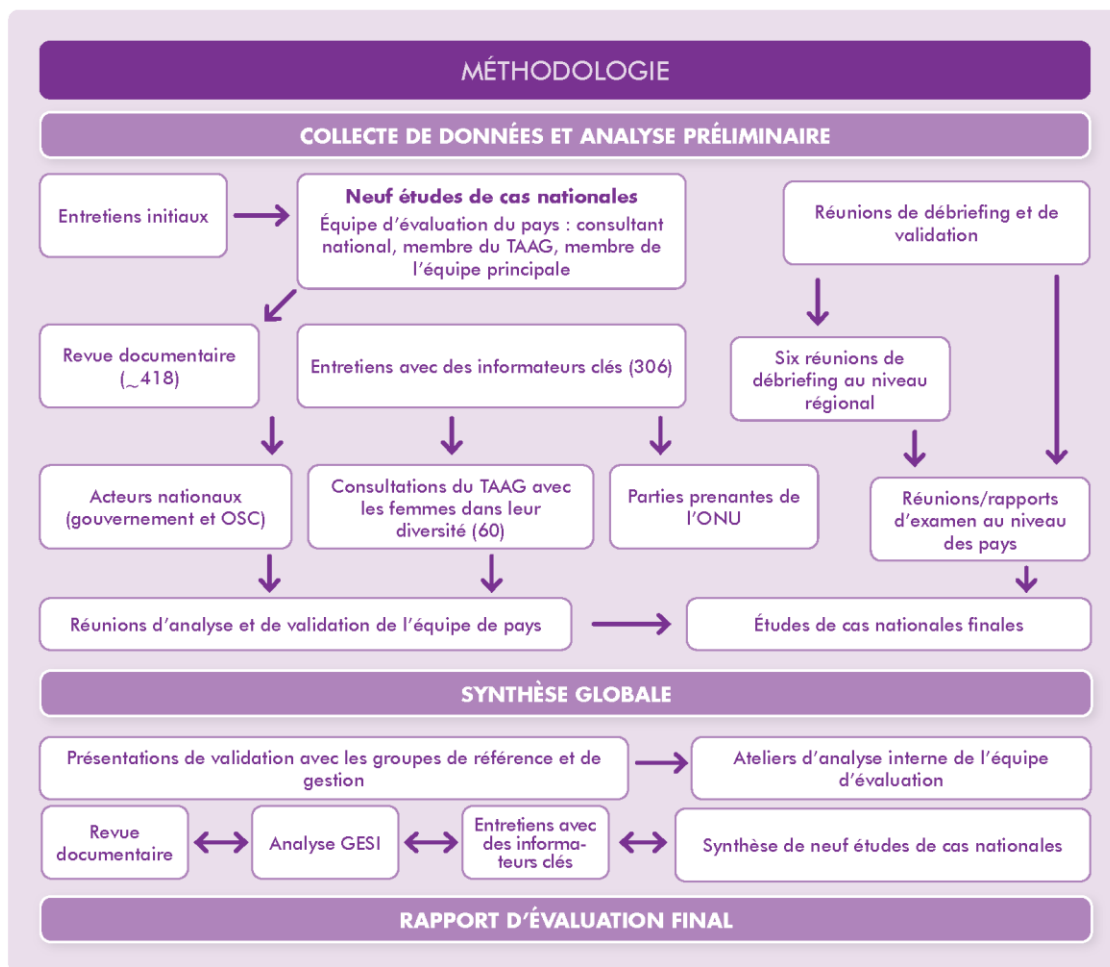 MÉTHODOLOGIE
COLLECTE DE DONNÉES ET ANALYSE PRÉLIMINAIRE
Entretiens initiaux
Neuf études de cas nationales
Équipe d’évaluation du pays : consultant
national, membre du TAAG, membre de
l’équipe principale
Réunions de débriefing et de
validation
Revue documentaire
(~418)
Entretiens avec des informateurs clés (306)
Six réunions de
débriefing au niveau
régional
Acteurs nationaux
(gouvernement et OSC)
Consultations du TAAG avec
les femmes dans leur
diversité (60)
Parties prenantes de
l’ONU
Réunions/rapports
d’examen au niveau
des pays
Réunions d’analyse et de validation de l’équipe de pays
Études de cas nationales finales
SYNTHÈSE GLOBALE
Présentations de validation avec les groupes de référence et de
gestion
Ateliers d’analyse interne de l’équipe
d’évaluation
Revue
documentaire
Analyse GESI
Entretiens avec
des informa-
teurs clés
Synthèse de neuf études de cas nationales
RAPPORT D’ÉVALUATION FINAL